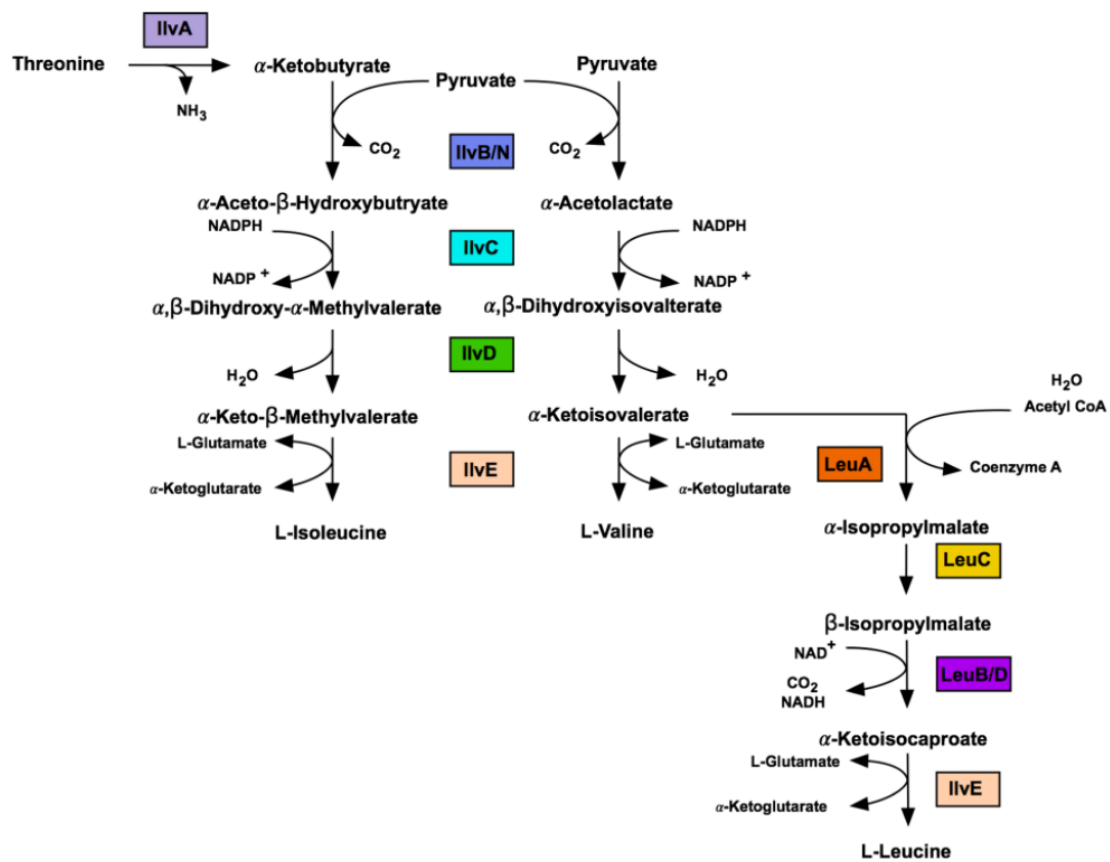 IlvA
Threonine
α-Ketobutyrate
Pyruvate
Pyruvate
NH3
CO2
IlvB/N
CO2
α-Aceto-β-Hydroxybutryate
α-Acetolactate
NADPH
IlvC
NADPH
NADP +
NADP +
α,β-Dihydroxy-α-Methylvalerate
α,β-Dihydroxyisovalterate
IlvD
H2O
H2O
H2O
α-Keto-β-Methylvalerate
α-Ketoisovalerate
Acetyl CoA
L-Glutamate
L-Glutamate
IlvE
LeuA
Coenzyme A
α-Ketoglutarate
α-Ketoglutarate
L-Isoleucine
L-Valine
α-Isopropylmalate
LeuC
β-Isopropylmalate
NAD+
LeuB/D
CO2
NADH
α-Ketoisocaproate
L-Glutamate
IlvE
α-Ketoglutarate
L-Leucine